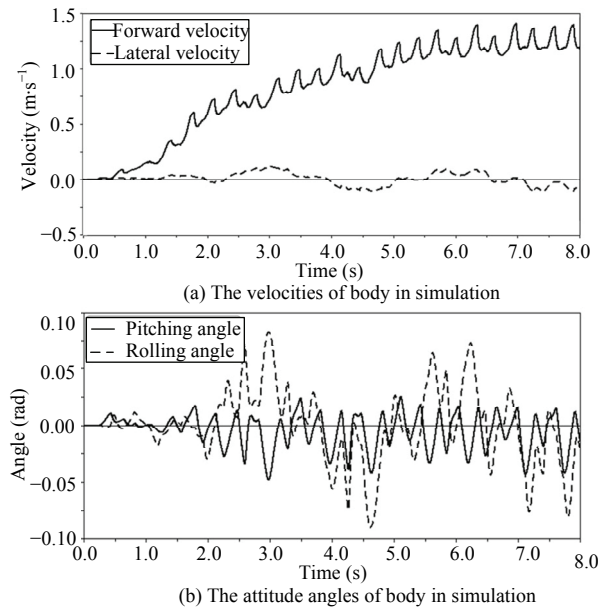 1.5
Forward velocity
Lateral velocity
1.0
0.5
0.0
−0.5
Velocity (m·s⁻¹)
0.0 1.0 2.0 3.0 4.0 5.0 6.0 7.0 8.0
Time (s)
(a) The velocities of body in simulation
0.10
Pitching angle
Rolling angle
0.05
0.00
−0.05
−0.10
Angle (rad)
0.0 1.0 2.0 3.0 4.0 5.0 6.0 7.0 8.0
Time (s)
(b) The attitude angles of body in simulation